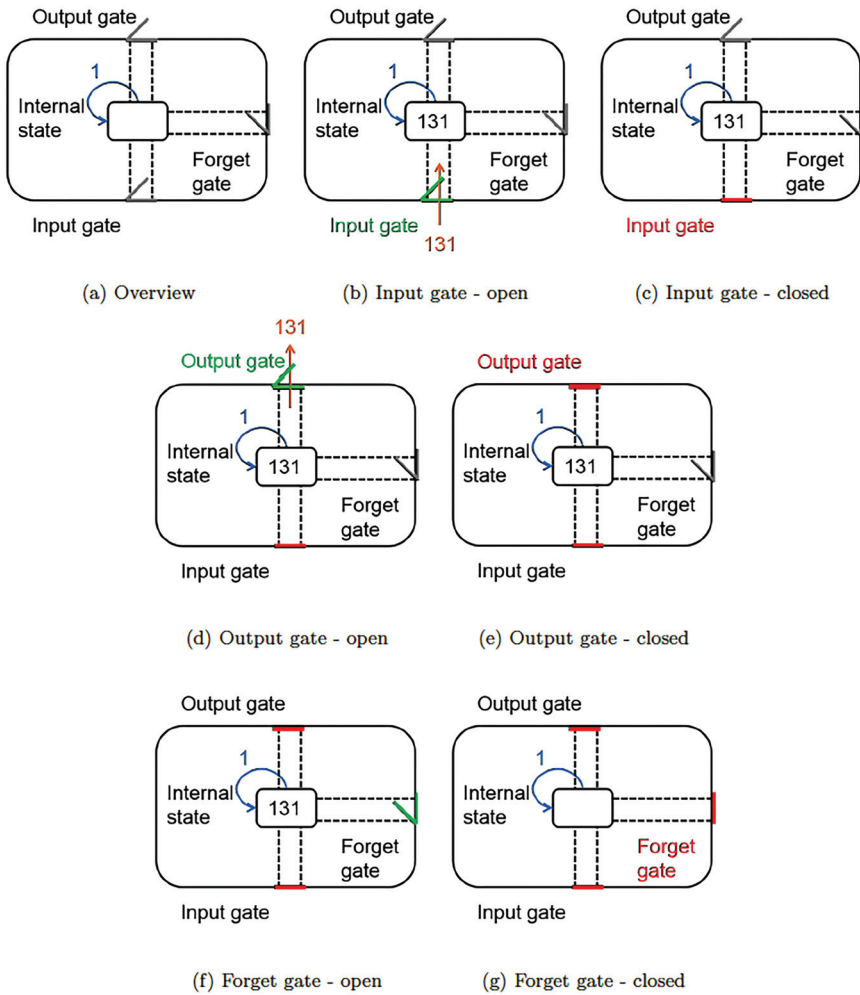 Output gate
1
Internal
state
Forget
gate
Input gate
(a) Overview
Output gate
1
Internal
state
131
Forget
gate
Input gate
131
(b) Input gate - open
Output gate
1
Internal
state
131
Forget
gate
Input gate
(c) Input gate - closed
131
Output gate
1
Internal
state
131
Forget
gate
Input gate
(d) Output gate - open
Output gate
1
Internal
state
131
Forget
gate
Input gate
(e) Output gate - closed
Output gate
1
Internal
state
131
Forget
gate
Input gate
(f) Forget gate - open
Output gate
1
Internal
state
Forget
gate
Input gate
(g) Forget gate - closed